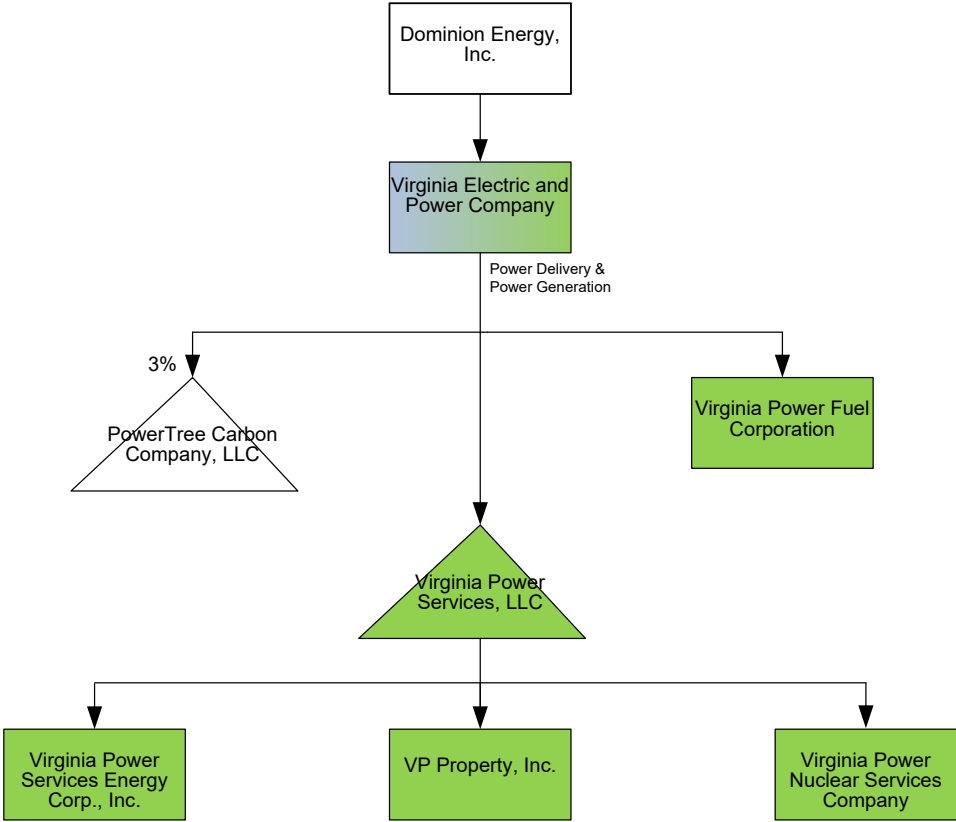 Dominion Energy,
Inc.
Virginia Electric and
Power Company
Power Delivery &
Power Generation
3%
PowerTree Carbon
Company, LLC
Virginia Power Fuel
Corporation
Virginia Power
Services, LLC
Virginia Power
Services Energy
Corp., Inc.
VP Property, Inc.
Virginia Power
Nuclear Services
Company